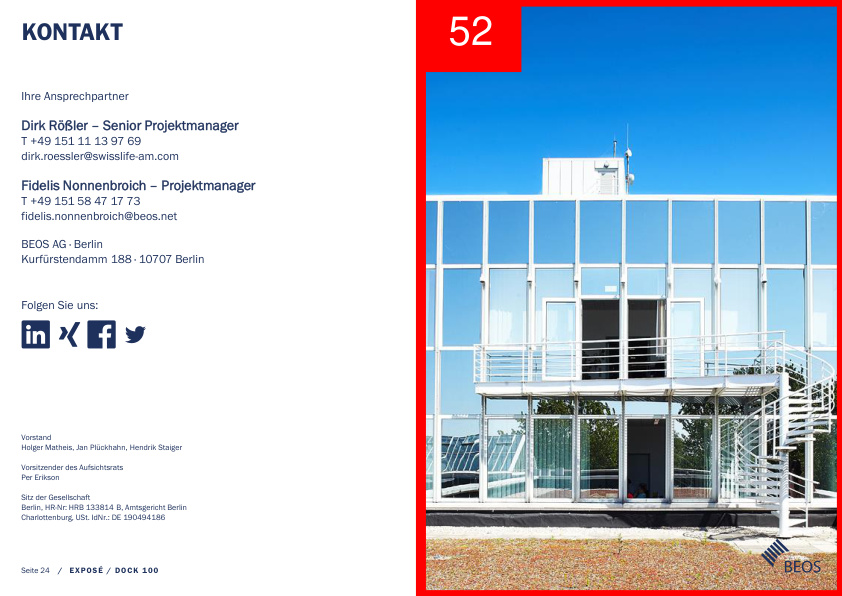 KONTAKT
Ihre Ansprechpartner
Dirk Rößler – Senior Projektmanager
T +49 151 11 13 97 69
dirk.roessler@swisslife-am.com
Fidelis Nonnenbroich – Projektmanager
T +49 151 58 47 17 73
fidelis.nonnenbroich@beos.net
BEOS AG · Berlin
Kurfürstendamm 188 · 10707 Berlin
Folgen Sie uns:
Vorstand
Holger Matheis, Jan Plückhahn, Hendrik Staiger
Vorsitzender des Aufsichtsrats
Per Erikson
Sitz der Gesellschaft
Berlin, HR-Nr: HRB 133814 B, Amtsgericht Berlin
Charlottenburg, USt. IdNr.: DE 190494186
Seite 24 / EXPOSÉ / DOCK 100
52
BEOS